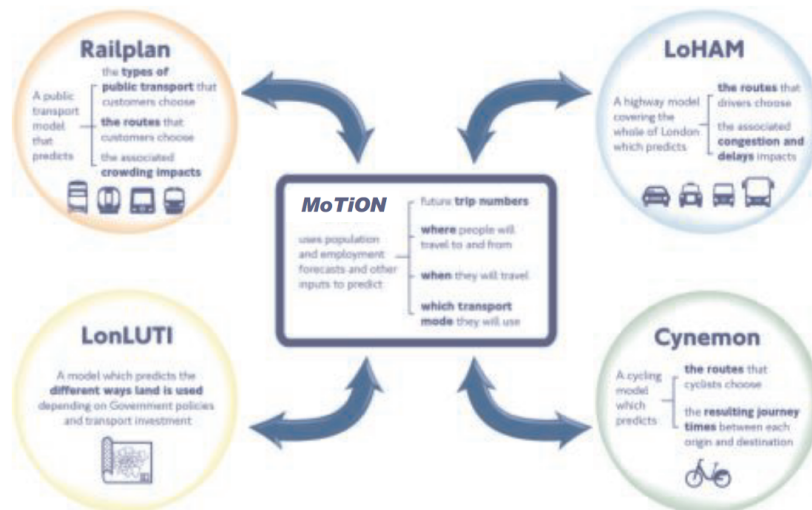 Railplan
A public
transport
model
that
predicts
the types of
public transport that
customers choose
the routes that
customers choose
the associated
crowding impacts
LoHAM
A highway model
covering the
whole of London
which predicts
the routes that
drivers choose
the associated
congestion and
delays impacts
MoTiON
uses population
and employment
forecasts and other
inputs to predict
future trip numbers
where people will
travel to and from
when they will travel
which transport
mode they will use
LonLUTI
A model which predicts the
different ways land is used
depending on Government policies
and transport investment
Cynemon
A cycling
model
which
predicts
the routes that
cyclists choose
the resulting journey
times between each
origin and destination